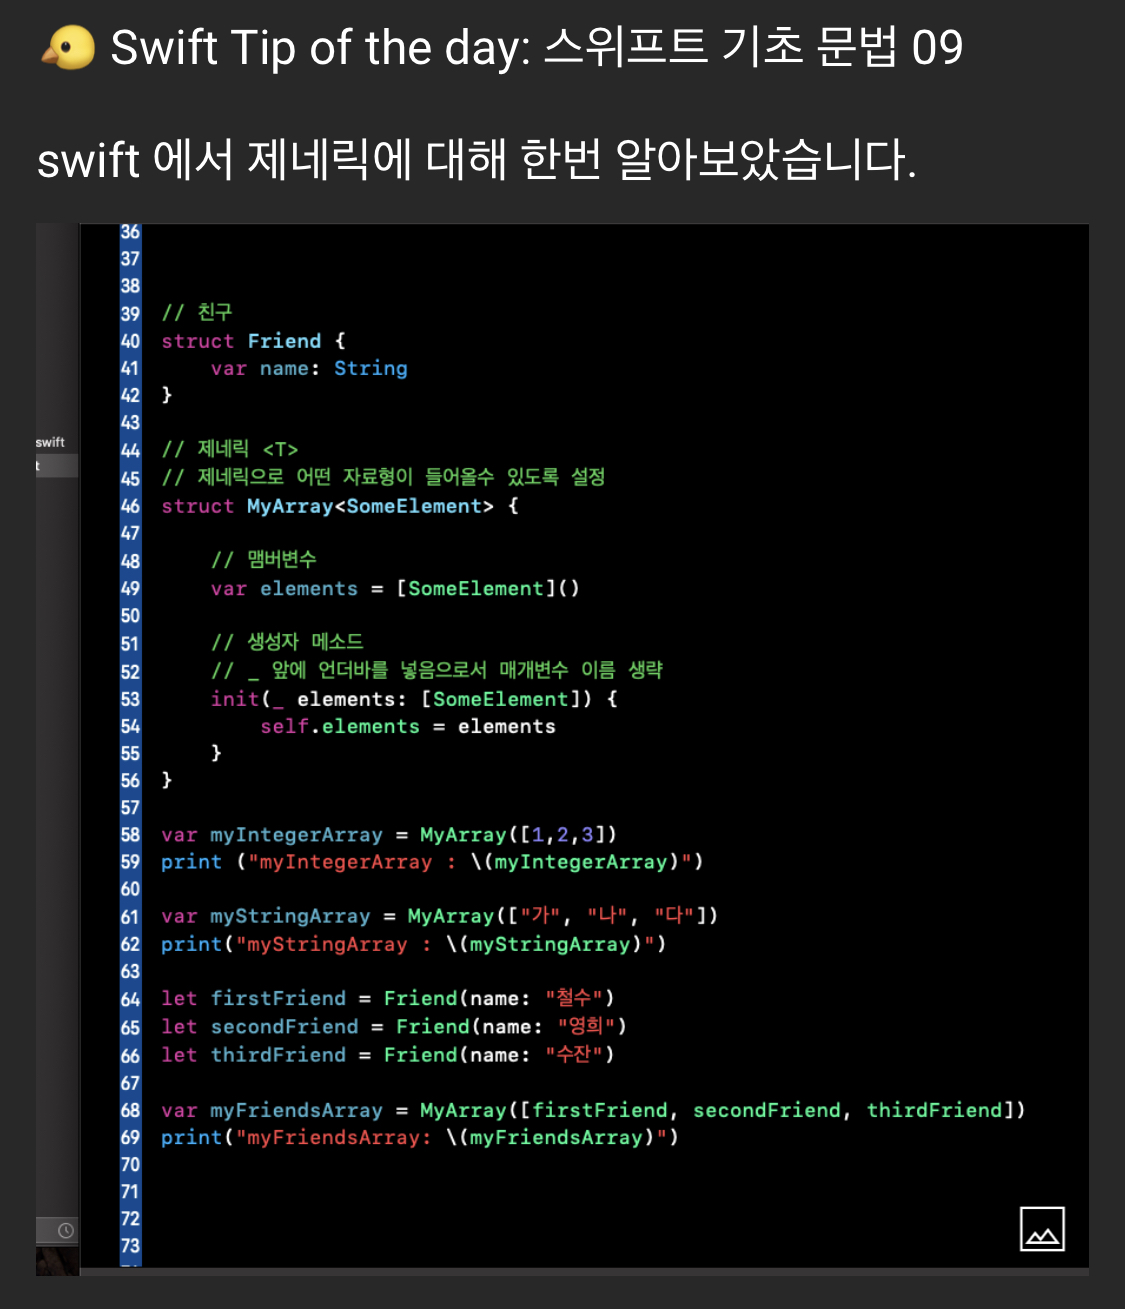 🐤 Swift Tip of the day: 스위프트 기초 문법 09
swift 에서 제네릭에 대해 한번 알아보았습니다.
swift
t
36
37
38
39 // 친구
40 struct Friend {
41 var name: String
42 }
43
44 // 제네릭 <T>
45 // 제네릭으로 어떤 자료형이 들어올수 있도록 설정
46 struct MyArray<SomeElement> {
47
48 // 맴버변수
49 var elements = [SomeElement]()
50
51 // 생성자 메소드
52 // _ 앞에 언더바를 넣음으로서 매개변수 이름 생략
53 init(_ elements: [SomeElement]) {
54 self.elements = elements
55 }
56 }
57
58 var myIntegerArray = MyArray([1,2,3])
59 print ("myIntegerArray : \(myIntegerArray)")
60
61 var myStringArray = MyArray(["가", "나", "다"])
62 print("myStringArray : \(myStringArray)")
63
64 let firstFriend = Friend(name: "철수")
65 let secondFriend = Friend(name: "영희")
66 let thirdFriend = Friend(name: "수잔")
67
68 var myFriendsArray = MyArray([firstFriend, secondFriend, thirdFriend])
69 print("myFriendsArray: \(myFriendsArray)")
70
71
72
73